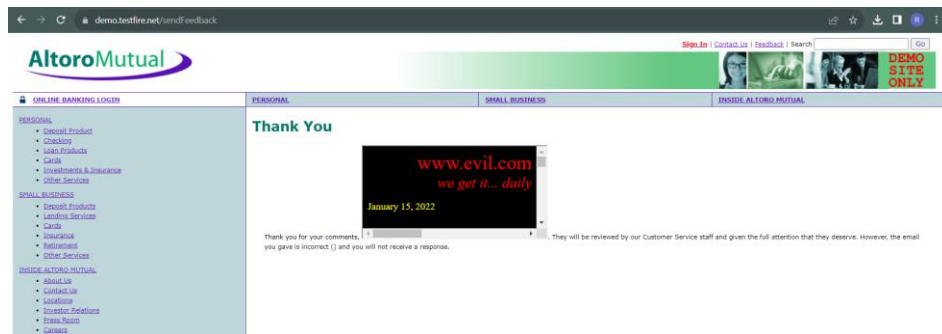 demo.testfire.net/sendFeedback
AltoroMutual
Sign In | Contact Us | Feedback | Search
Go
DEMO
SITE
ONLY
ONLINE BANKING LOGIN
PERSONAL
SMALL BUSINESS
INSIDE ALTORO MUTUAL
PERSONAL
Deposit Product
Checking
Loan Products
Cards
Investments & Insurance
Other Services
SMALL BUSINESS
Deposit Products
Lending Services
Cards
Insurance
Retirement
Other Services
INSIDE ALTORO MUTUAL
About Us
Contact Us
Locations
Investor Relations
Press Room
Careers
Thank You
www.evil.com
we get it... daily
January 15, 2022
Thank you for your comments, . They will be reviewed by our Customer Service staff and given the full attention that they deserve. However, the email
you gave is incorrect () and you will not receive a response.